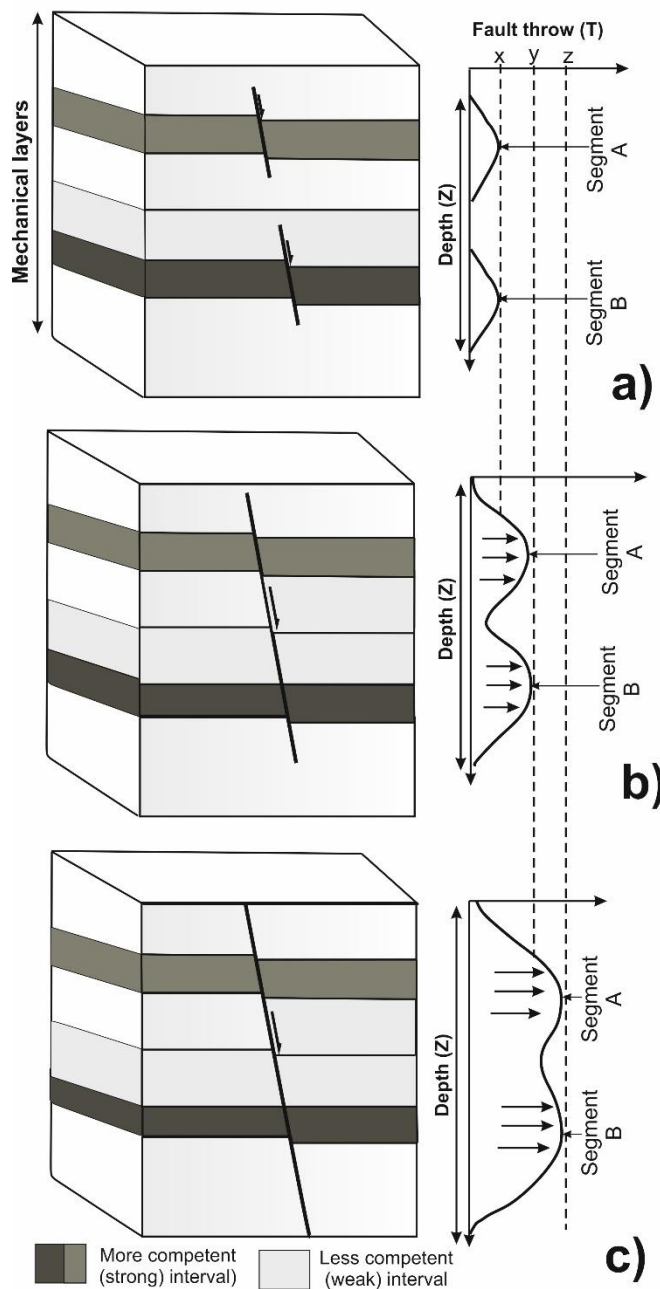 Mechanical layers
Fault throw (T)
x y z
Depth (Z)
Segment
A
Segment
B
a)
Depth (Z)
Segment
A
Segment
B
b)
Depth (Z)
Segment
A
Segment
B
c)
More competent
(strong) interval)
Less competent
(weak) interval